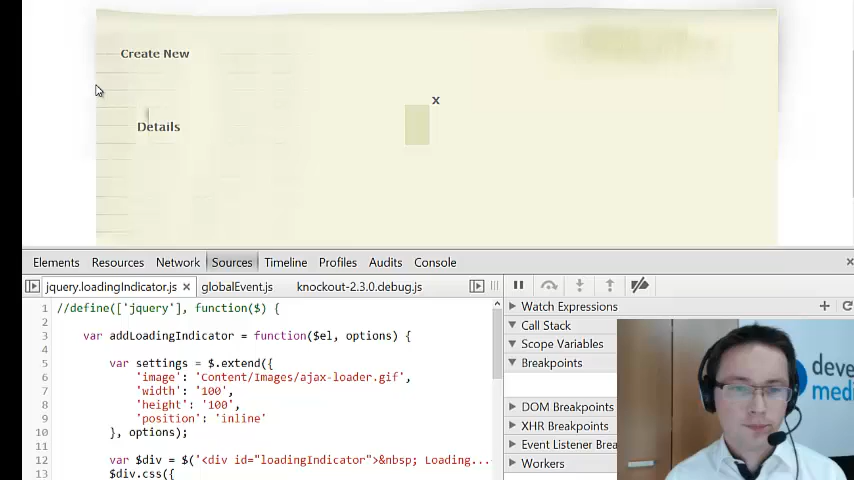 Create New
x
Details
Elements Resources Network Sources Timeline Profiles Audits Console
jquery.loadingIndicator.js × globalEvent.js knockout-2.3.0.debug.js
1 //define(['jquery'], function($) {
2
3 var addLoadingIndicator = function($el, options) {
4
5 var settings = $.extend({
6 'image': 'Content/Images/ajax-loader.gif',
7 'width': '100',
8 'height': '100',
9 'position': 'inline'
10 }, options);
11
12 var $div = $('<div id="loadingIndicator">&nbsp; Loading...
13 $div.css({
Watch Expressions
Call Stack
Scope Variables
Breakpoints
DOM Breakpoints
XHR Breakpoints
Event Listener Brea
Workers
deve
med